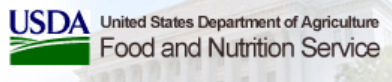 USDA United States Department of Agriculture
Food and Nutrition Service